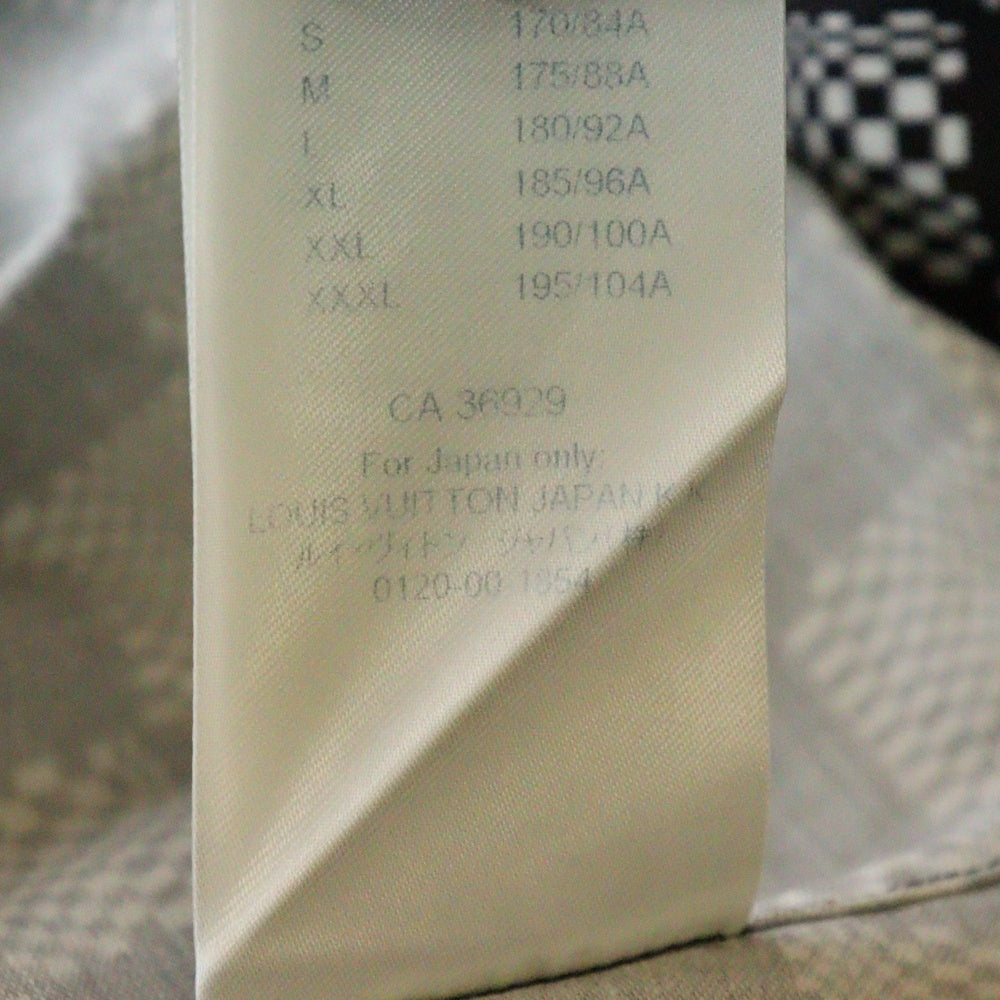 S 170/84A
M 175/88A
L 180/92A
XL 185/96A
XXL 190/100A
XXXL 195/104A
CA 36929
For Japan only:
LOUIS VUITTON JAPAN K.K
ルイ・ヴィトン ジャパン(株)
0120-00-1854